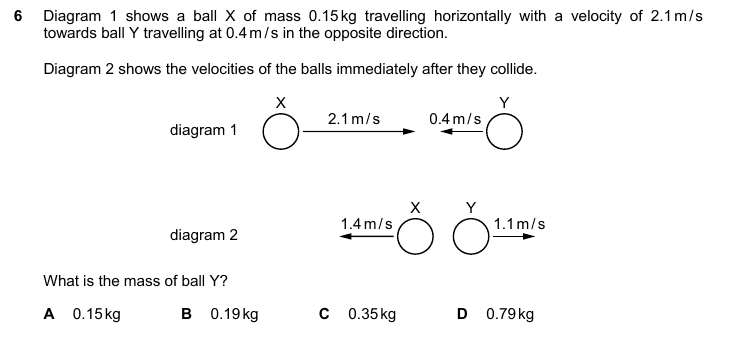 6 Diagram 1 shows a ball X of mass 0.15 kg travelling horizontally with a velocity of 2.1 m / s
towards ball Y travelling at 0.4 m / s in the opposite direction.
Diagram 2 shows the velocities of the balls immediately after they collide.
X Y
2.1 m / s 0.4 m / s
diagram 1
X Y
1.4 m / s 1.1 m / s
diagram 2
What is the mass of ball Y?
A 0.15 kg B 0.19 kg C 0.35 kg D 0.79 kg